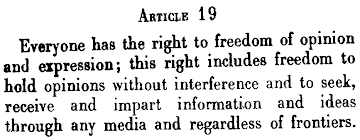 Article 19
Everyone has the right to freedom of opinion
and expression; this right includes freedom to
hold opinions without interference and to seek,
receive and impart information and ideas
through any media and regardless of frontiers.